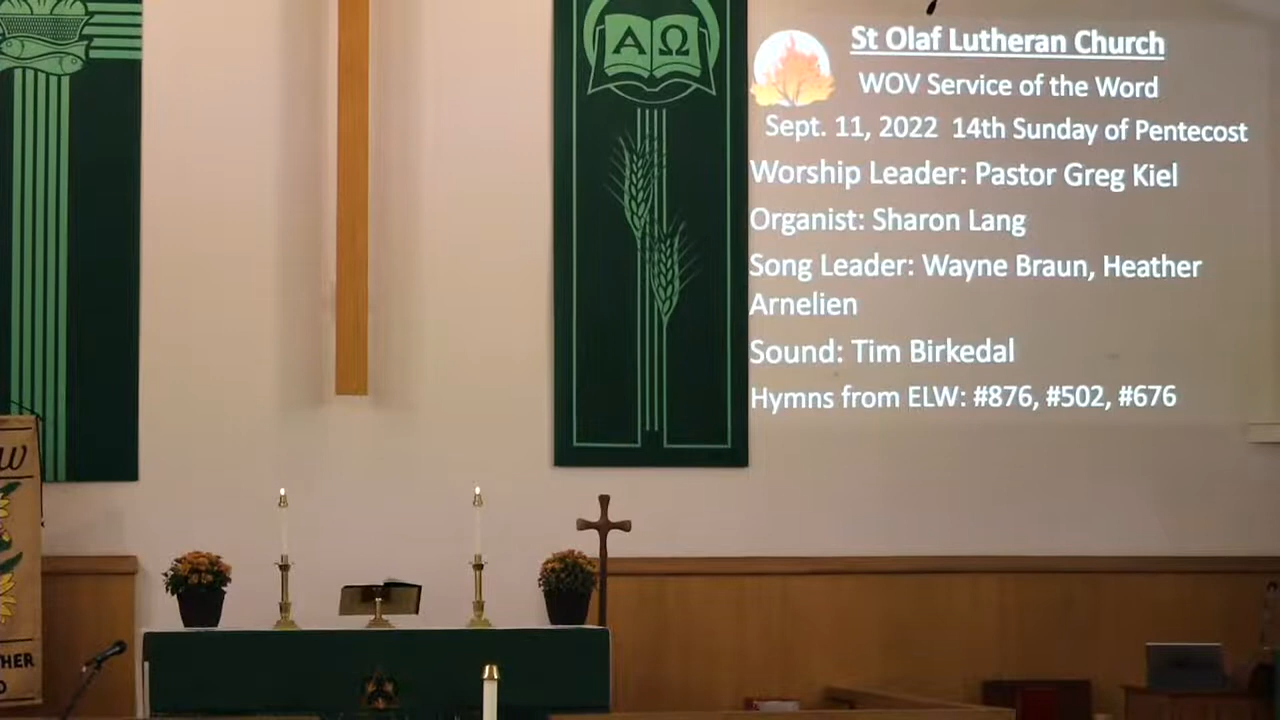 ΑΩ
St Olaf Lutheran Church
WOV Service of the Word
Sept. 11, 2022 14th Sunday of Pentecost
Worship Leader: Pastor Greg Kiel
Organist: Sharon Lang
Song Leader: Wayne Braun, Heather
Arnelien
Sound: Tim Birkedal
Hymns from ELW: #876, #502, #676
W
HER